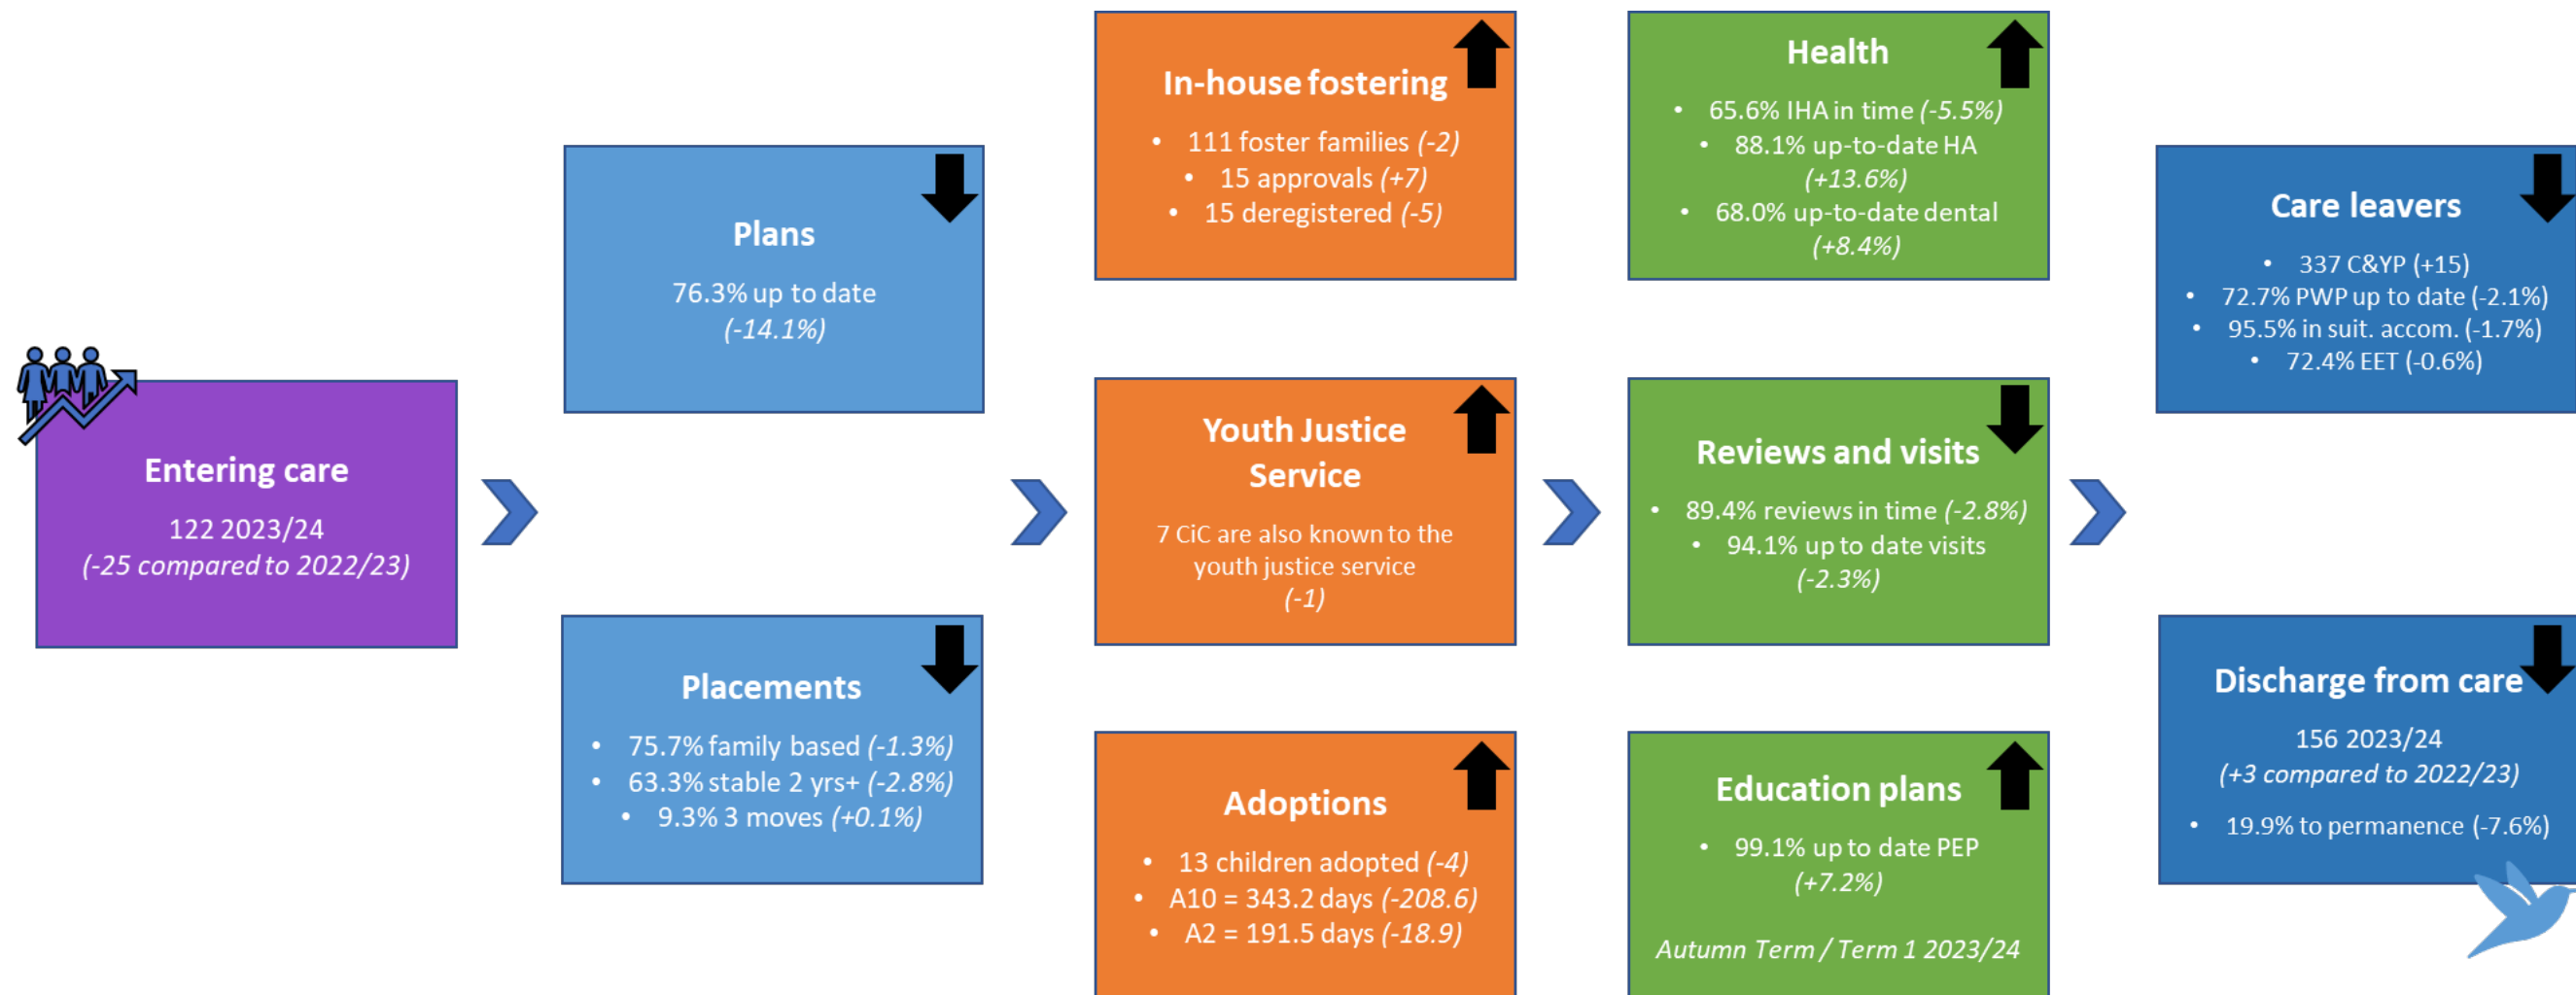 Entering care
122 2023/24
(-25 compared to 2022/23)
Plans
76.3% up to date
(-14.1%)
Placements
• 75.7% family based (-1.3%)
• 63.3% stable 2 yrs+ (-2.8%)
• 9.3% 3 moves (+0.1%)
In-house fostering
• 111 foster families (-2)
• 15 approvals (+7)
• 15 deregistered (-5)
Youth Justice
Service
7 CiC are also known to the
youth justice service
(-1)
Adoptions
• 13 children adopted (-4)
• A10 = 343.2 days (-208.6)
• A2 = 191.5 days (-18.9)
Health
• 65.6% IHA in time (-5.5%)
• 88.1% up-to-date HA
(+13.6%)
• 68.0% up-to-date dental
(+8.4%)
Reviews and visits
• 89.4% reviews in time (-2.8%)
• 94.1% up to date visits
(-2.3%)
Education plans
• 99.1% up to date PEP
(+7.2%)
Autumn Term / Term 1 2023/24
Care leavers
• 337 C&YP (+15)
• 72.7% PWP up to date (-2.1%)
• 95.5% in suit. accom. (-1.7%)
• 72.4% EET (-0.6%)
Discharge from care
156 2023/24
(+3 compared to 2022/23)
• 19.9% to permanence (-7.6%)